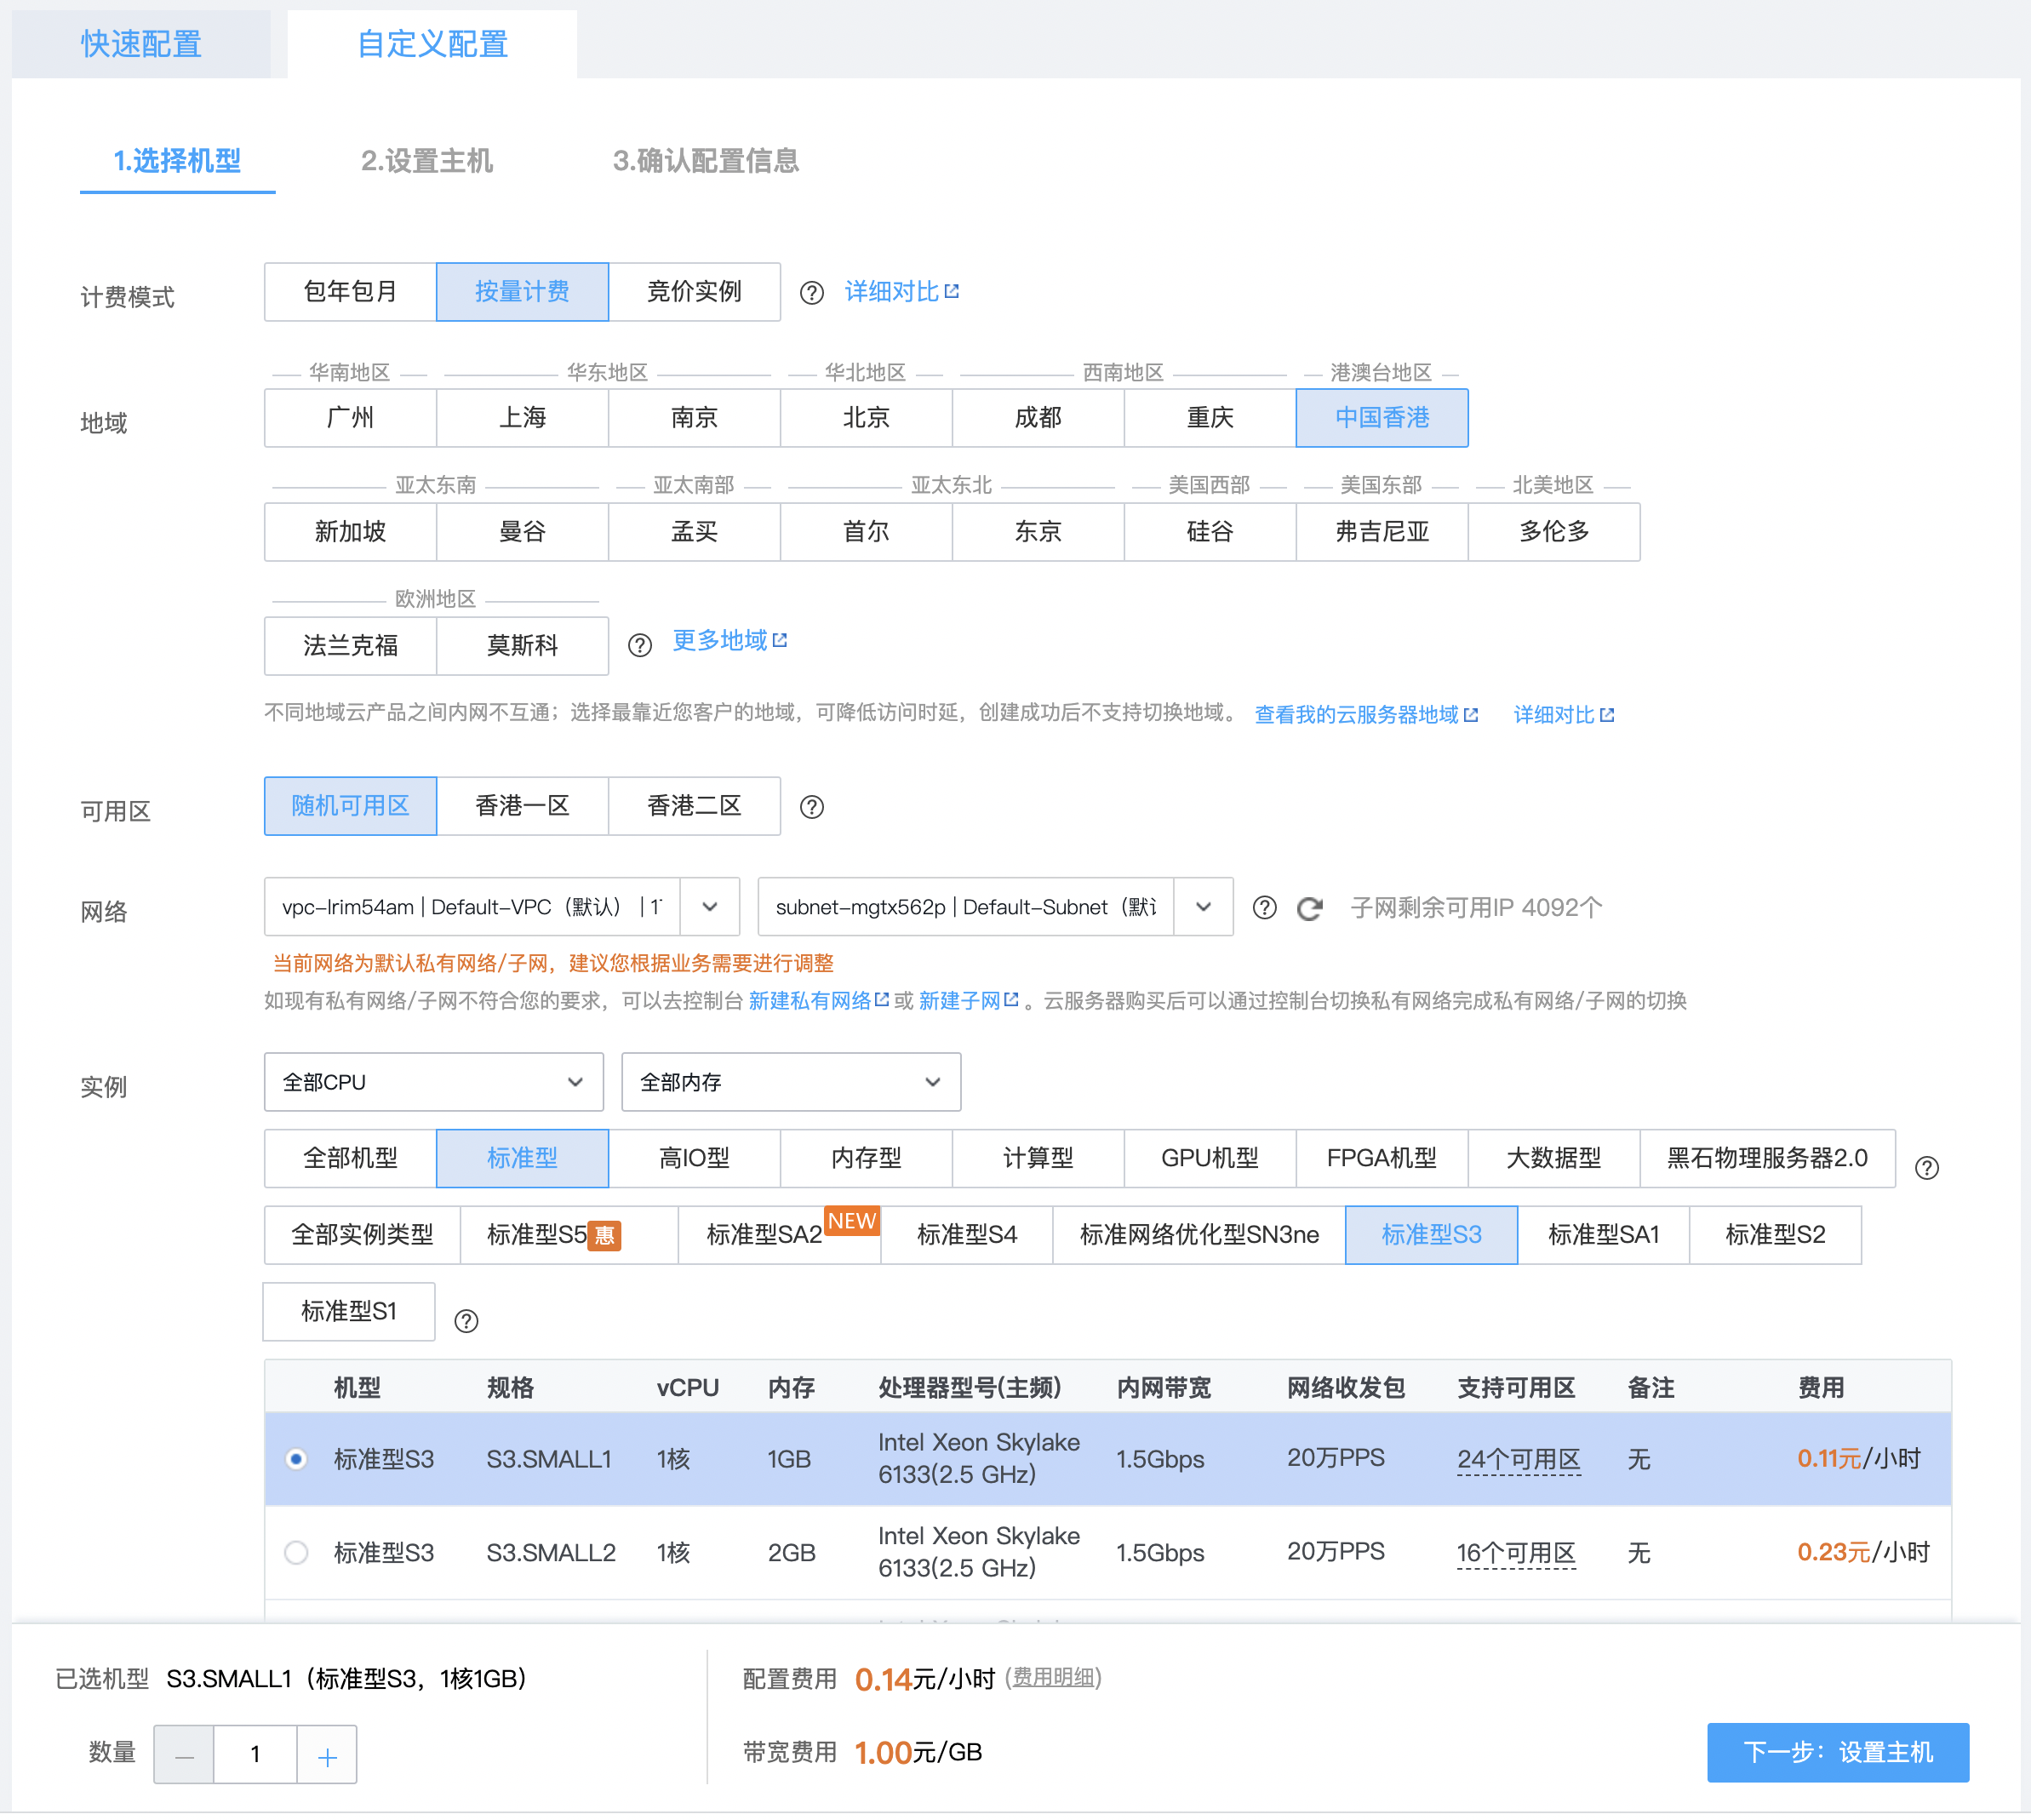 快速配置 自定义配置
1.选择机型 2.设置主机 3.确认配置信息
计费模式 包年包月 按量计费 竞价实例 详细对比
华南地区 华东地区 华北地区 西南地区 港澳台地区
地域 广州 上海 南京 北京 成都 重庆 中国香港
亚太东南 亚太南部 亚太东北 美国西部 美国东部 北美地区
新加坡 曼谷 孟买 首尔 东京 硅谷 弗吉尼亚 多伦多
欧洲地区
法兰克福 莫斯科 更多地域
不同地域云产品之间内网不互通；选择最靠近您客户的地域，可降低访问时延，创建成功后不支持切换地域。 查看我的云服务器地域 详细对比
可用区 随机可用区 香港一区 香港二区
网络 vpc-lrim54am | Default-VPC（默认） | 1 subnet-mgtx562p | Default-Subnet（默 子网剩余可用IP 4092个
当前网络为默认私有网络/子网，建议您根据业务需要进行调整
如现有私有网络/子网不符合您的要求，可以去控制台 新建私有网络 或 新建子网 。云服务器购买后可以通过控制台切换私有网络完成私有网络/子网的切换
实例 全部CPU 全部内存
全部机型 标准型 高IO型 内存型 计算型 GPU机型 FPGA机型 大数据型 黑石物理服务器2.0
全部实例类型 标准型S5 惠 标准型SA2 NEW 标准型S4 标准网络优化型SN3ne 标准型S3 标准型SA1 标准型S2
标准型S1
机型 规格 vCPU 内存 处理器型号(主频) 内网带宽 网络收发包 支持可用区 备注 费用
标准型S3 S3.SMALL1 1核 1GB Intel Xeon Skylake 6133(2.5 GHz) 1.5Gbps 20万PPS 24个可用区 无 0.11元/小时
标准型S3 S3.SMALL2 1核 2GB Intel Xeon Skylake 6133(2.5 GHz) 1.5Gbps 20万PPS 16个可用区 无 0.23元/小时
已选机型 S3.SMALL1（标准型S3，1核1GB） 配置费用 0.14元/小时 (费用明细)
数量 — 1 + 带宽费用 1.00元/GB 下一步：设置主机